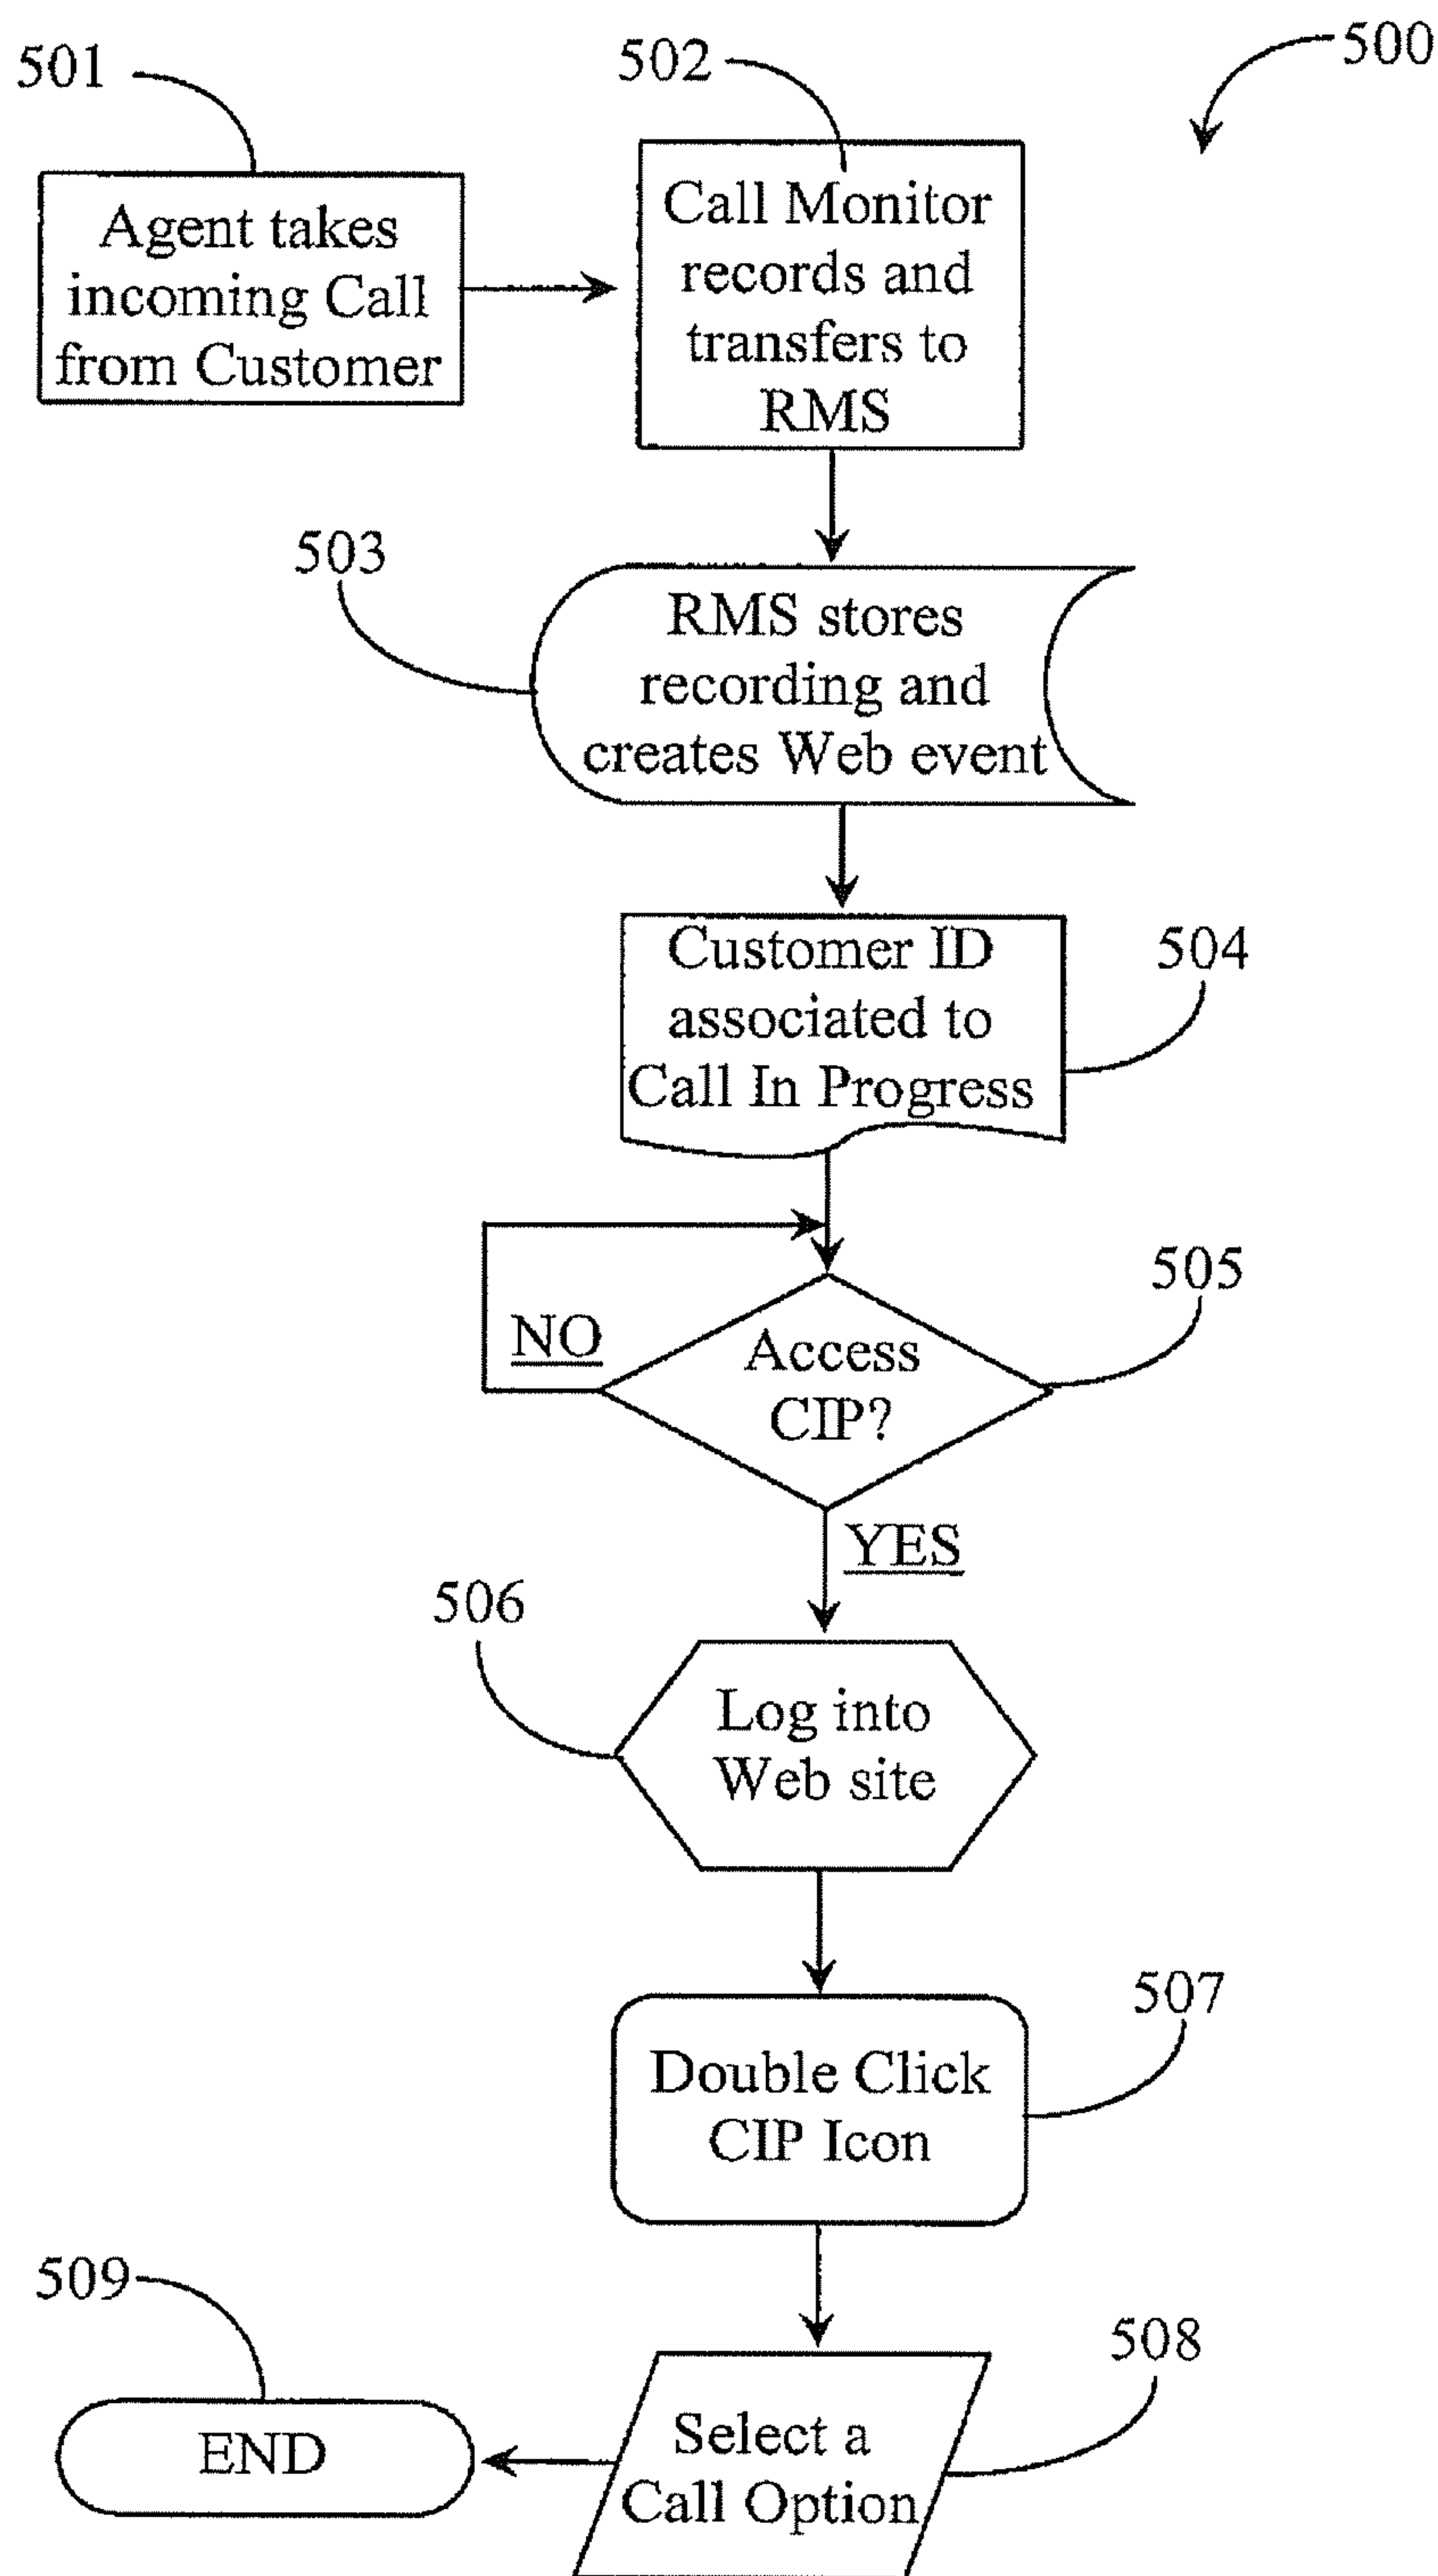 500
501
502
Agent takes
incoming Call
from Customer
Call Monitor
records and
transfers to
RMS
503
RMS stores
recording and
creates Web event
504
Customer ID
associated to
Call In Progress
505
NO
Access
CIP?
YES
506
Log into
Web site
507
Double Click
CIP Icon
509
508
END
Select a
Call Option